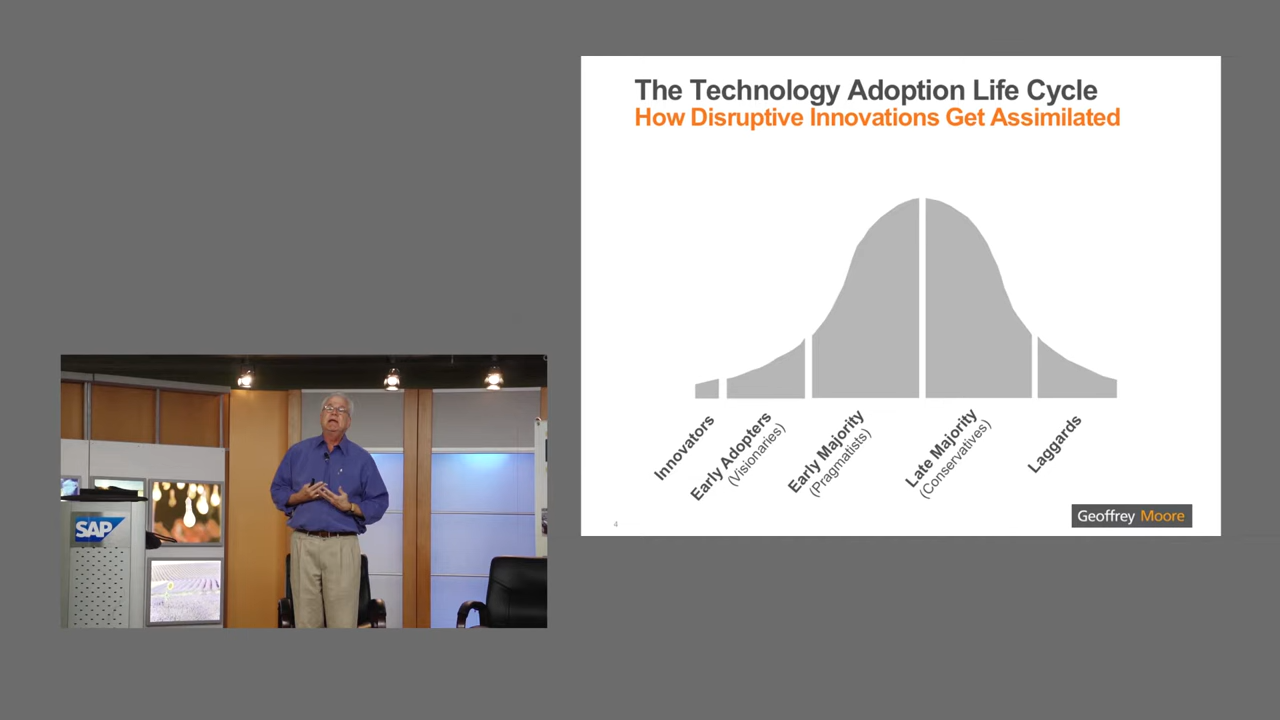 The Technology Adoption Life Cycle
How Disruptive Innovations Get Assimilated
Innovators
Early Adopters
(Visionaries)
Early Majority
(Pragmatists)
Late Majority
(Conservatives)
Laggards
4
Geoffrey Moore
SAP